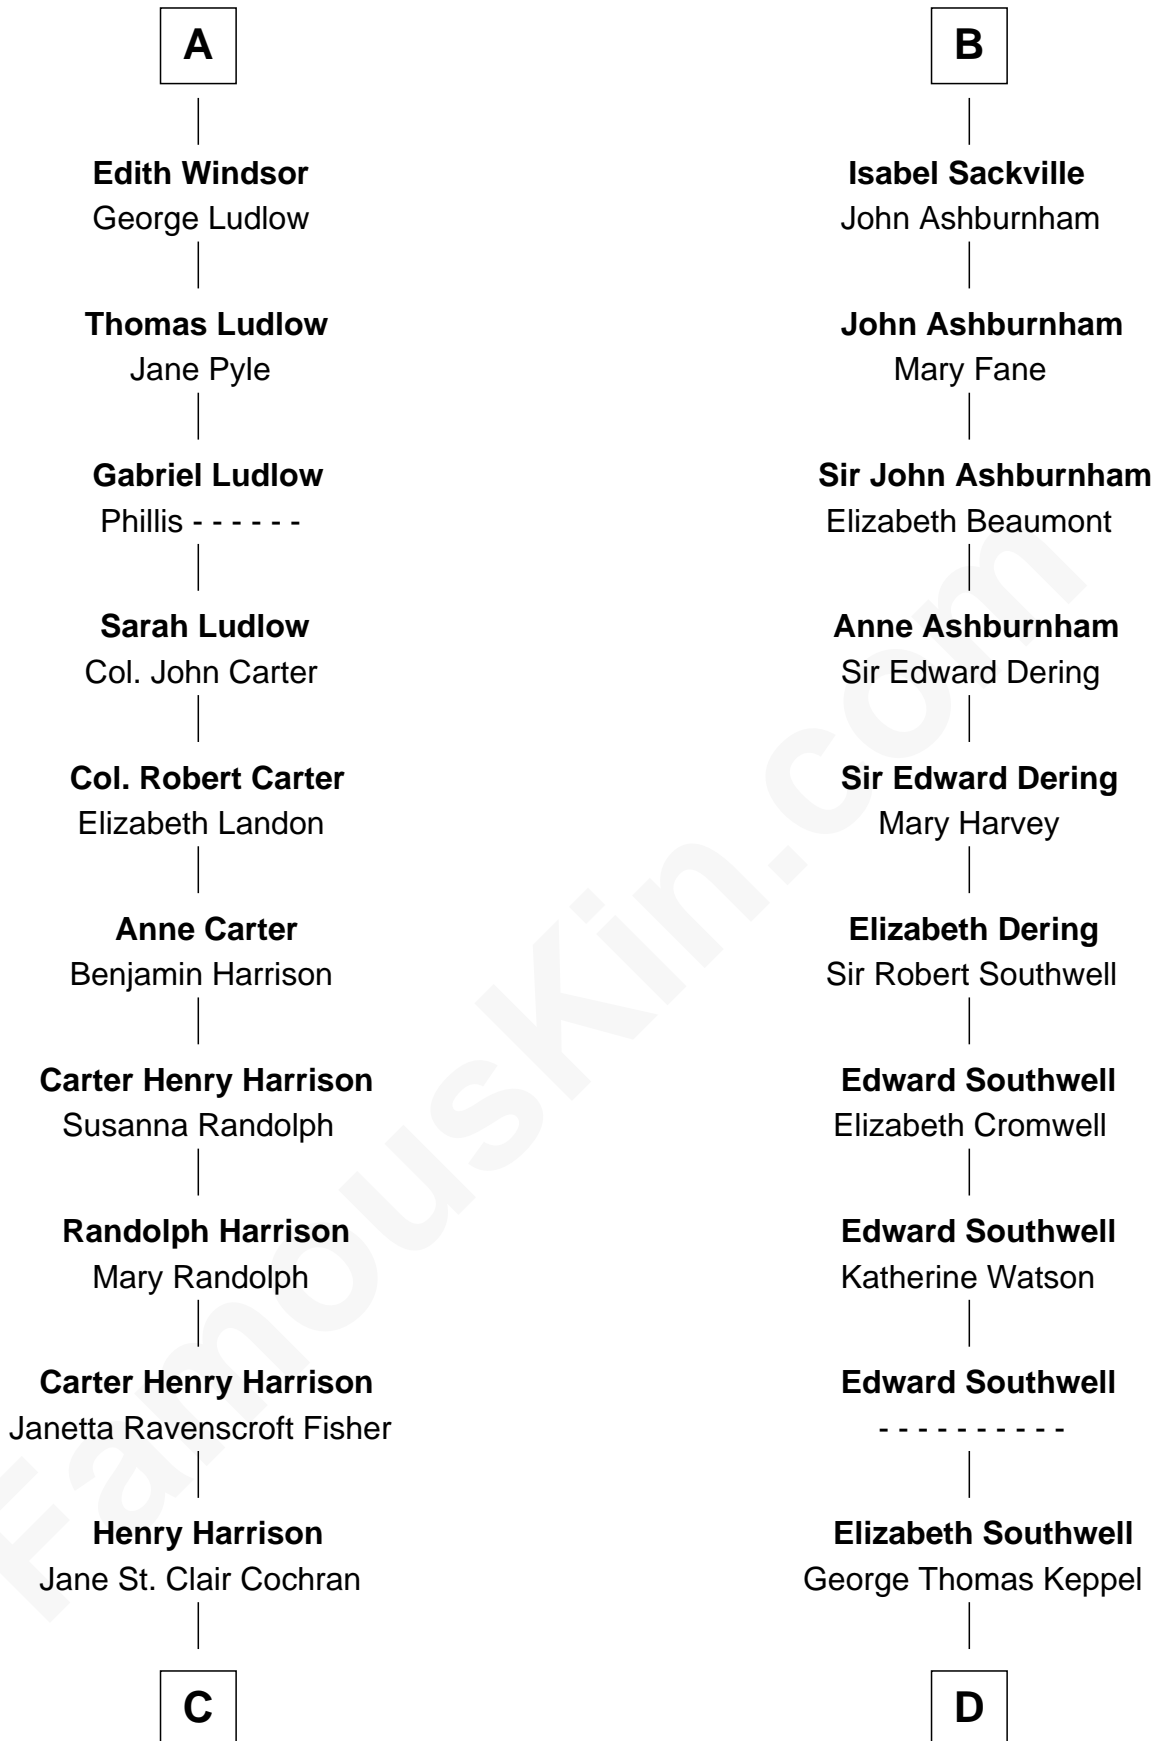 A
Edith Windsor
George Ludlow
Thomas Ludlow
Jane Pyle
Gabriel Ludlow
Phillis - - - - - -
Sarah Ludlow
Col. John Carter
Col. Robert Carter
Elizabeth Landon
Anne Carter
Benjamin Harrison
Carter Henry Harrison
Susanna Randolph
Randolph Harrison
Mary Randolph
Carter Henry Harrison
Janetta Ravenscroft Fisher
Henry Harrison
Jane St. Clair Cochran
C
B
Isabel Sackville
John Ashburnham
John Ashburnham
Mary Fane
Sir John Ashburnham
Elizabeth Beaumont
Anne Ashburnham
Sir Edward Dering
Sir Edward Dering
Mary Harvey
Elizabeth Dering
Sir Robert Southwell
Edward Southwell
Elizabeth Cromwell
Edward Southwell
Katherine Watson
Edward Southwell
- - - - - - - - - -
Elizabeth Southwell
George Thomas Keppel
D
FamousKin.com